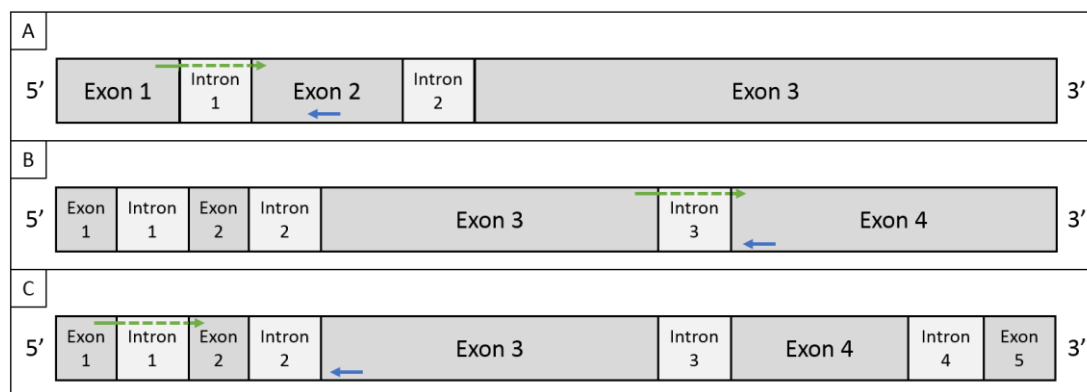 A
5’ Exon 1 Intron 1 Exon 2 Intron 2 Exon 3 3’
B
5’ Exon 1 Intron 1 Exon 2 Intron 2 Exon 3 Intron 3 Exon 4 3’
C
5’ Exon 1 Intron 1 Exon 2 Intron 2 Exon 3 Intron 3 Exon 4 Intron 4 Exon 5 3’